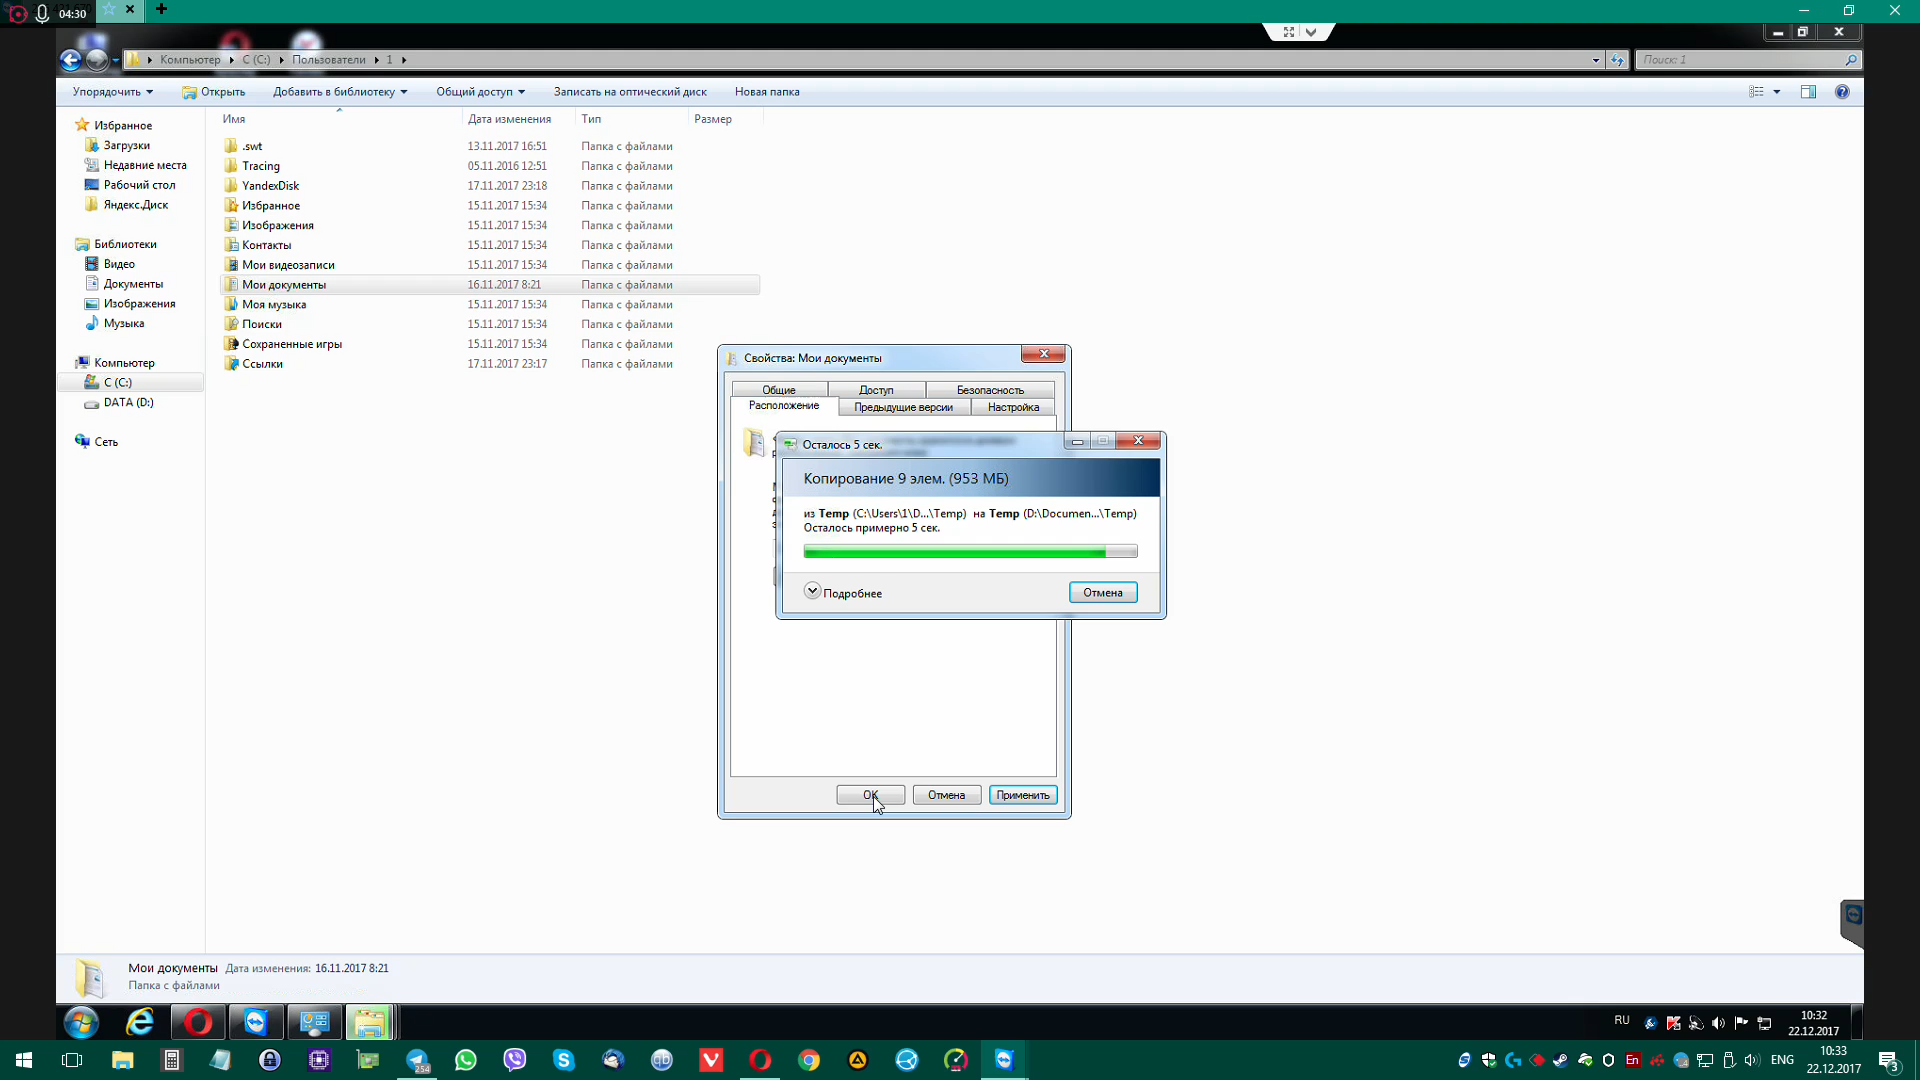 04:30
Компьютер
C (C:)
Пользователи
1
Поиск: 1
Упорядочить
Открыть
Добавить в библиотеку
Общий доступ
Записать на оптический диск
Новая папка
Имя Дата изменения Тип Размер
.swt 13.11.2017 16:51 Папка с файлами
Tracing 05.11.2016 12:51 Папка с файлами
YandexDisk 17.11.2017 23:18 Папка с файлами
Избранное 15.11.2017 15:34 Папка с файлами
Изображения 15.11.2017 15:34 Папка с файлами
Контакты 15.11.2017 15:34 Папка с файлами
Мои видеозаписи 15.11.2017 15:34 Папка с файлами
Мои документы 16.11.2017 8:21 Папка с файлами
Моя музыка 15.11.2017 15:34 Папка с файлами
Поиски 15.11.2017 15:34 Папка с файлами
Сохраненные игры 15.11.2017 15:34 Папка с файлами
Ссылки 17.11.2017 23:17 Папка с файлами
Избранное
Загрузки
Недавние места
Рабочий стол
Яндекс.Диск
Библиотеки
Видео
Документы
Изображения
Музыка
Компьютер
C (C:)
DATA (D:)
Сеть
Свойства: Мои документы
Общие Доступ Безопасность
Расположение Предыдущие версии Настройка
Осталось 5 сек.
Копирование 9 элем. (953 МБ)
из Temp (C:\Users\1\D...\Temp) на Temp (D:\Documen...\Temp)
Осталось примерно 5 сек.
Подробнее
Отмена
ОК Отмена Применить
Мои документы Дата изменения: 16.11.2017 8:21
Папка с файлами
RU
10:32
22.12.2017
254
En
ENG
10:33
22.12.2017
3